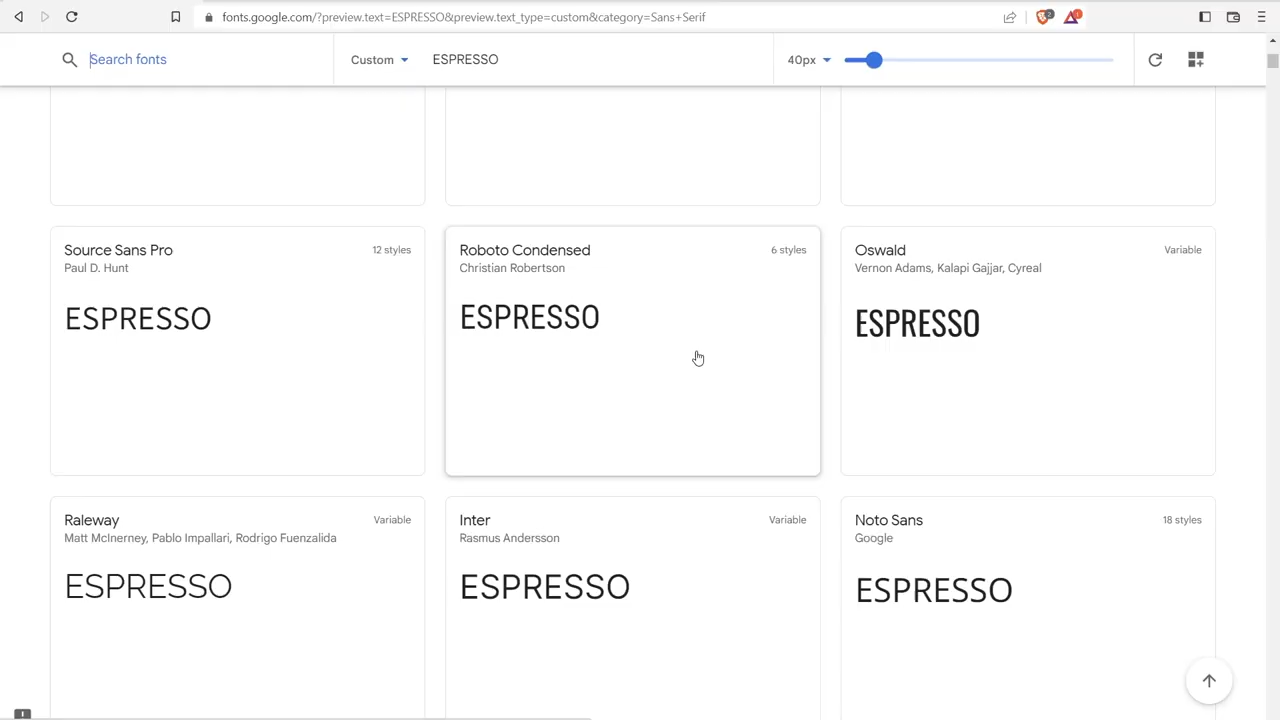 fonts.google.com/?preview.text=ESPRESSO&preview.text_type=custom&category=Sans+Serif
Search fonts
Custom
ESPRESSO
40px
Source Sans Pro
12 styles
Paul D. Hunt
ESPRESSO
Roboto Condensed
6 styles
Christian Robertson
ESPRESSO
Oswald
Variable
Vernon Adams, Kalapi Gajjar, Cyreal
ESPRESSO
Raleway
Variable
Matt McInerney, Pablo Impallari, Rodrigo Fuenzalida
ESPRESSO
Inter
Variable
Rasmus Andersson
ESPRESSO
Noto Sans
18 styles
Google
ESPRESSO